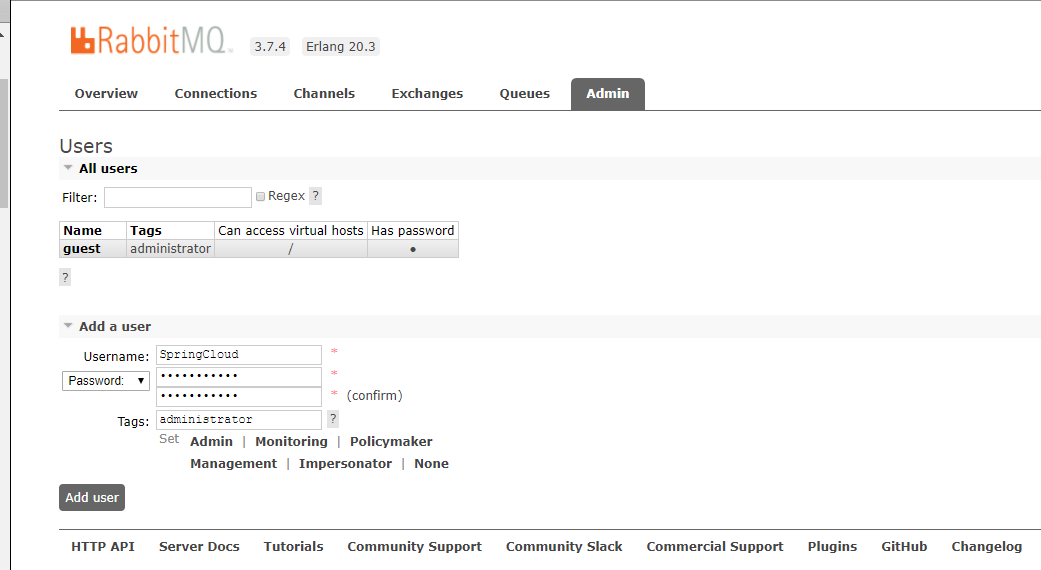 RabbitMQ 3.7.4 Erlang 20.3
Overview Connections Channels Exchanges Queues Admin
Users
All users
Filter: Regex ?
Name Tags Can access virtual hosts Has password
guest administrator / ●
?
Add a user
Username: SpringCloud *
Password: ••••••••••• *
••••••••••• * (confirm)
Tags: administrator ?
Set Admin | Monitoring | Policymaker
Management | Impersonator | None
Add user
HTTP API Server Docs Tutorials Community Support Community Slack Commercial Support Plugins GitHub Changelog